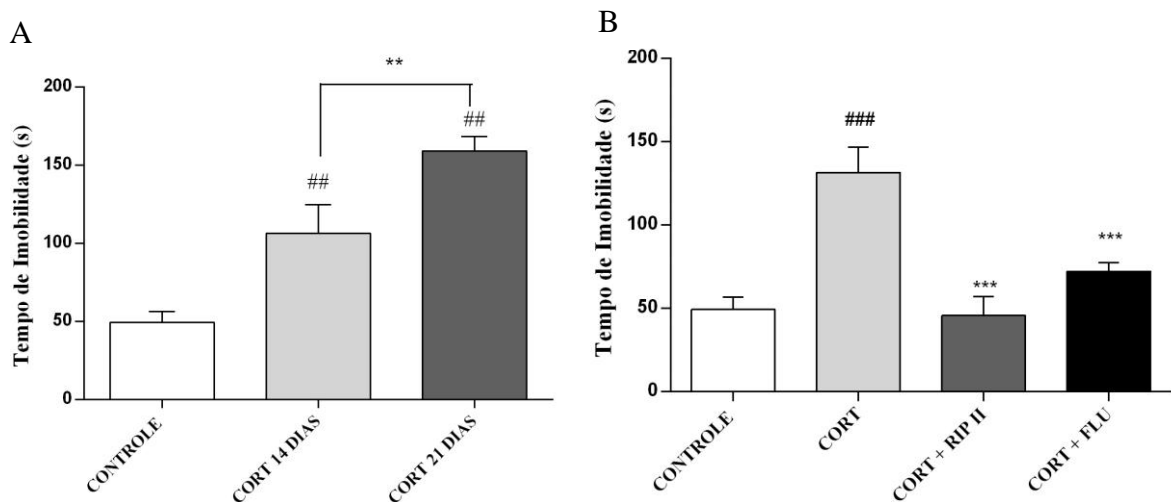 A
Tempo de Imobilidade (s)
200
150
100
50
0
**
##
##
CONTROLE
CORT 14 DIAS
CORT 21 DIAS
B
Tempo de Imobilidade (s)
200
150
100
50
0
###
***
***
CONTROLE
CORT
CORT + RIP II
CORT + FLU